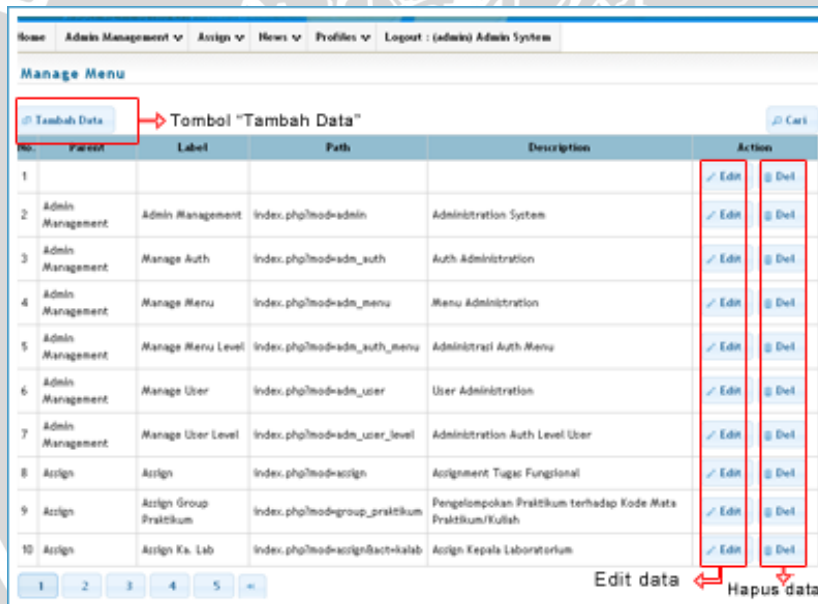 Home Admin Management Assign News Profiles Logout : (admin) Admin System
Manage Menu
Tambah Data Tombol "Tambah Data" Cari
No. Parent Label Path Description Action
1 Edit Del
2 Admin Management Admin Management index.php?mod=admin Administration System Edit Del
3 Admin Management Manage Auth index.php?mod=adm_auth Auth Administration Edit Del
4 Admin Management Manage Menu index.php?mod=adm_menu Menu Administration Edit Del
5 Admin Management Manage Menu Level index.php?mod=adm_auth_menu Administrasi Auth Menu Edit Del
6 Admin Management Manage User index.php?mod=adm_user User Administration Edit Del
7 Admin Management Manage User Level index.php?mod=adm_user_level Administration Auth Level User Edit Del
8 Assign Assign index.php?mod=assign Assignment Tugas Fungsional Edit Del
9 Assign Assign Group Praktikum index.php?mod=group_praktikum Pengelompokan Praktikum terhadap Kode Mata Praktikum/Kuliah Edit Del
10 Assign Assign Ka. Lab index.php?mod=assign&act=kalab Assign Kepala Laboratorium Edit Del
1 2 3 4 5 «
Edit data
Hapus data